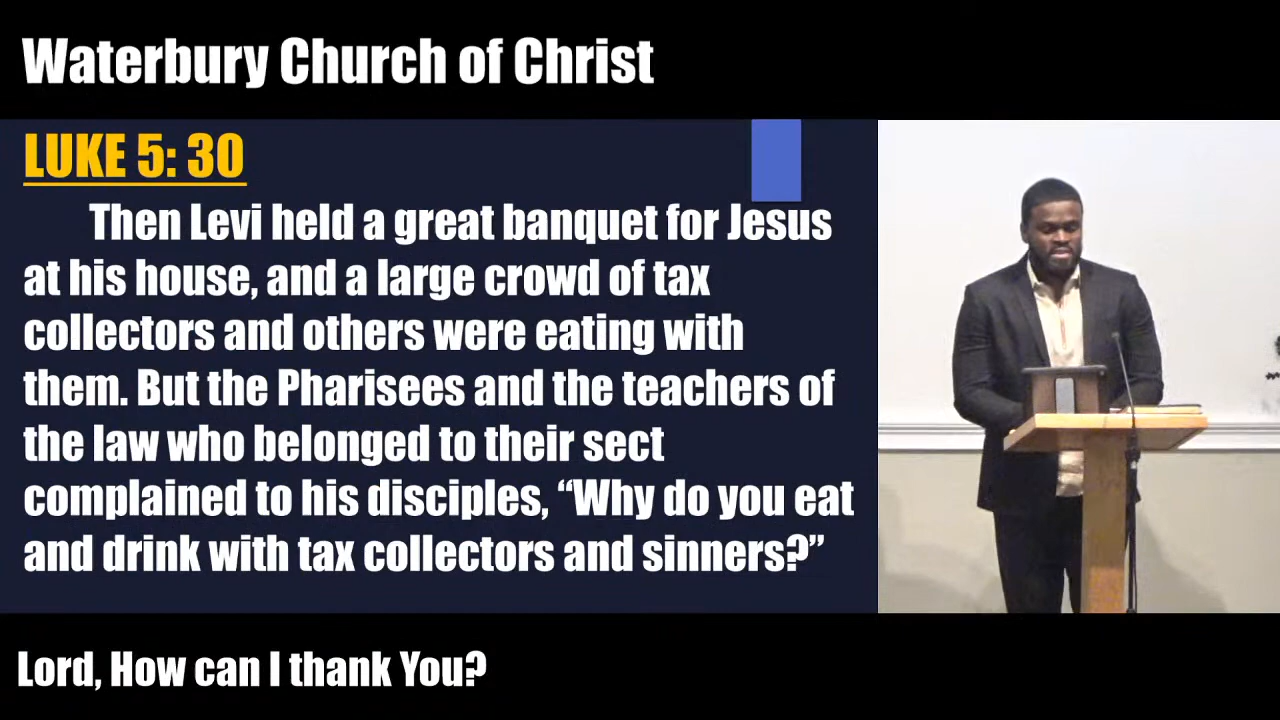 Waterbury Church of Christ
LUKE 5: 30
Then Levi held a great banquet for Jesus
at his house, and a large crowd of tax
collectors and others were eating with
them. But the Pharisees and the teachers of
the law who belonged to their sect
complained to his disciples, “Why do you eat
and drink with tax collectors and sinners?”
Lord, How can I thank You?